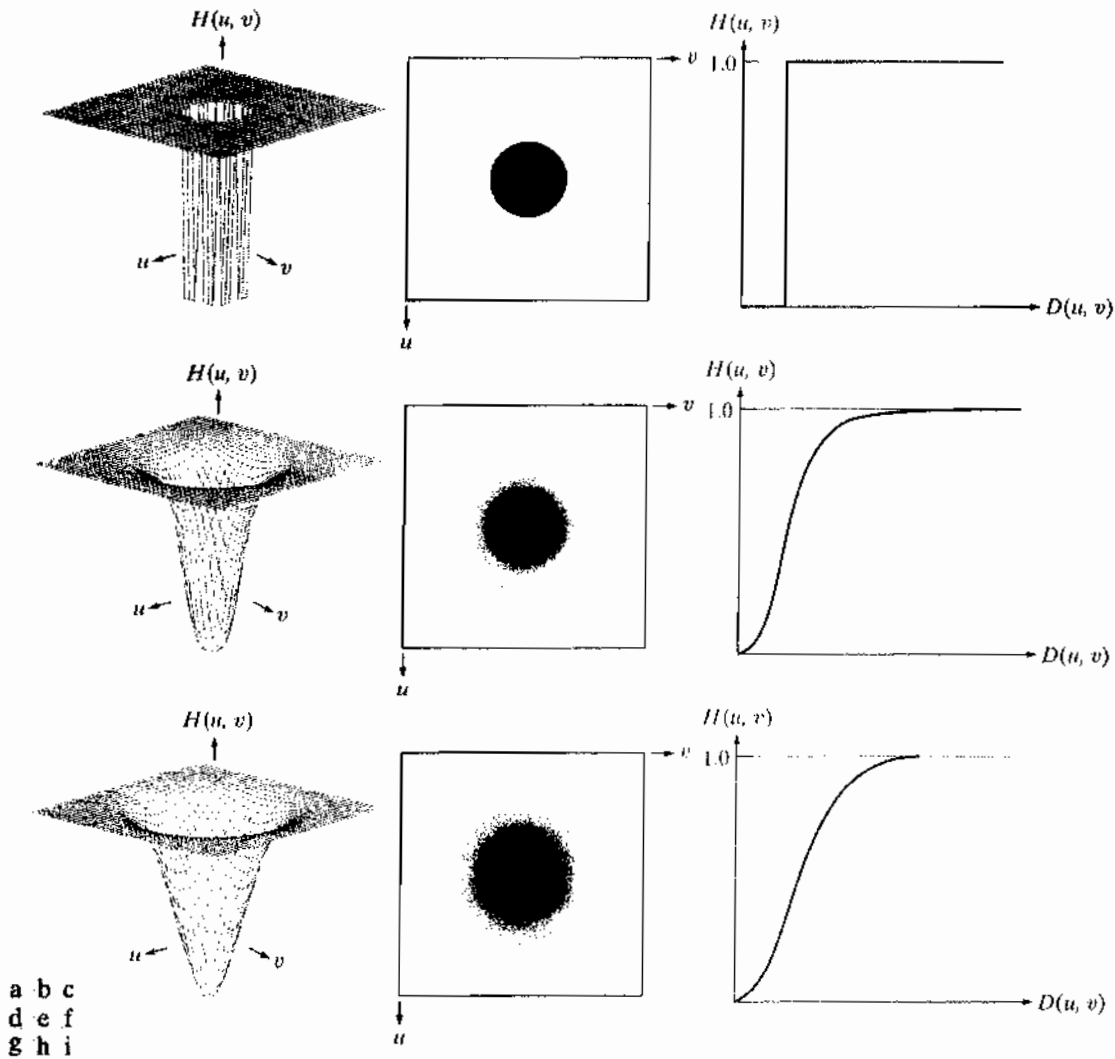 H(u, v)
v
1.0
u
v
u
H(u, v)
D(u, v)
H(u, v)
v
1.0
u
v
u
H(u, v)
D(u, v)
H(u, v)
v
1.0
u
v
u
H(u, v)
D(u, v)
a b c
d e f
g h i